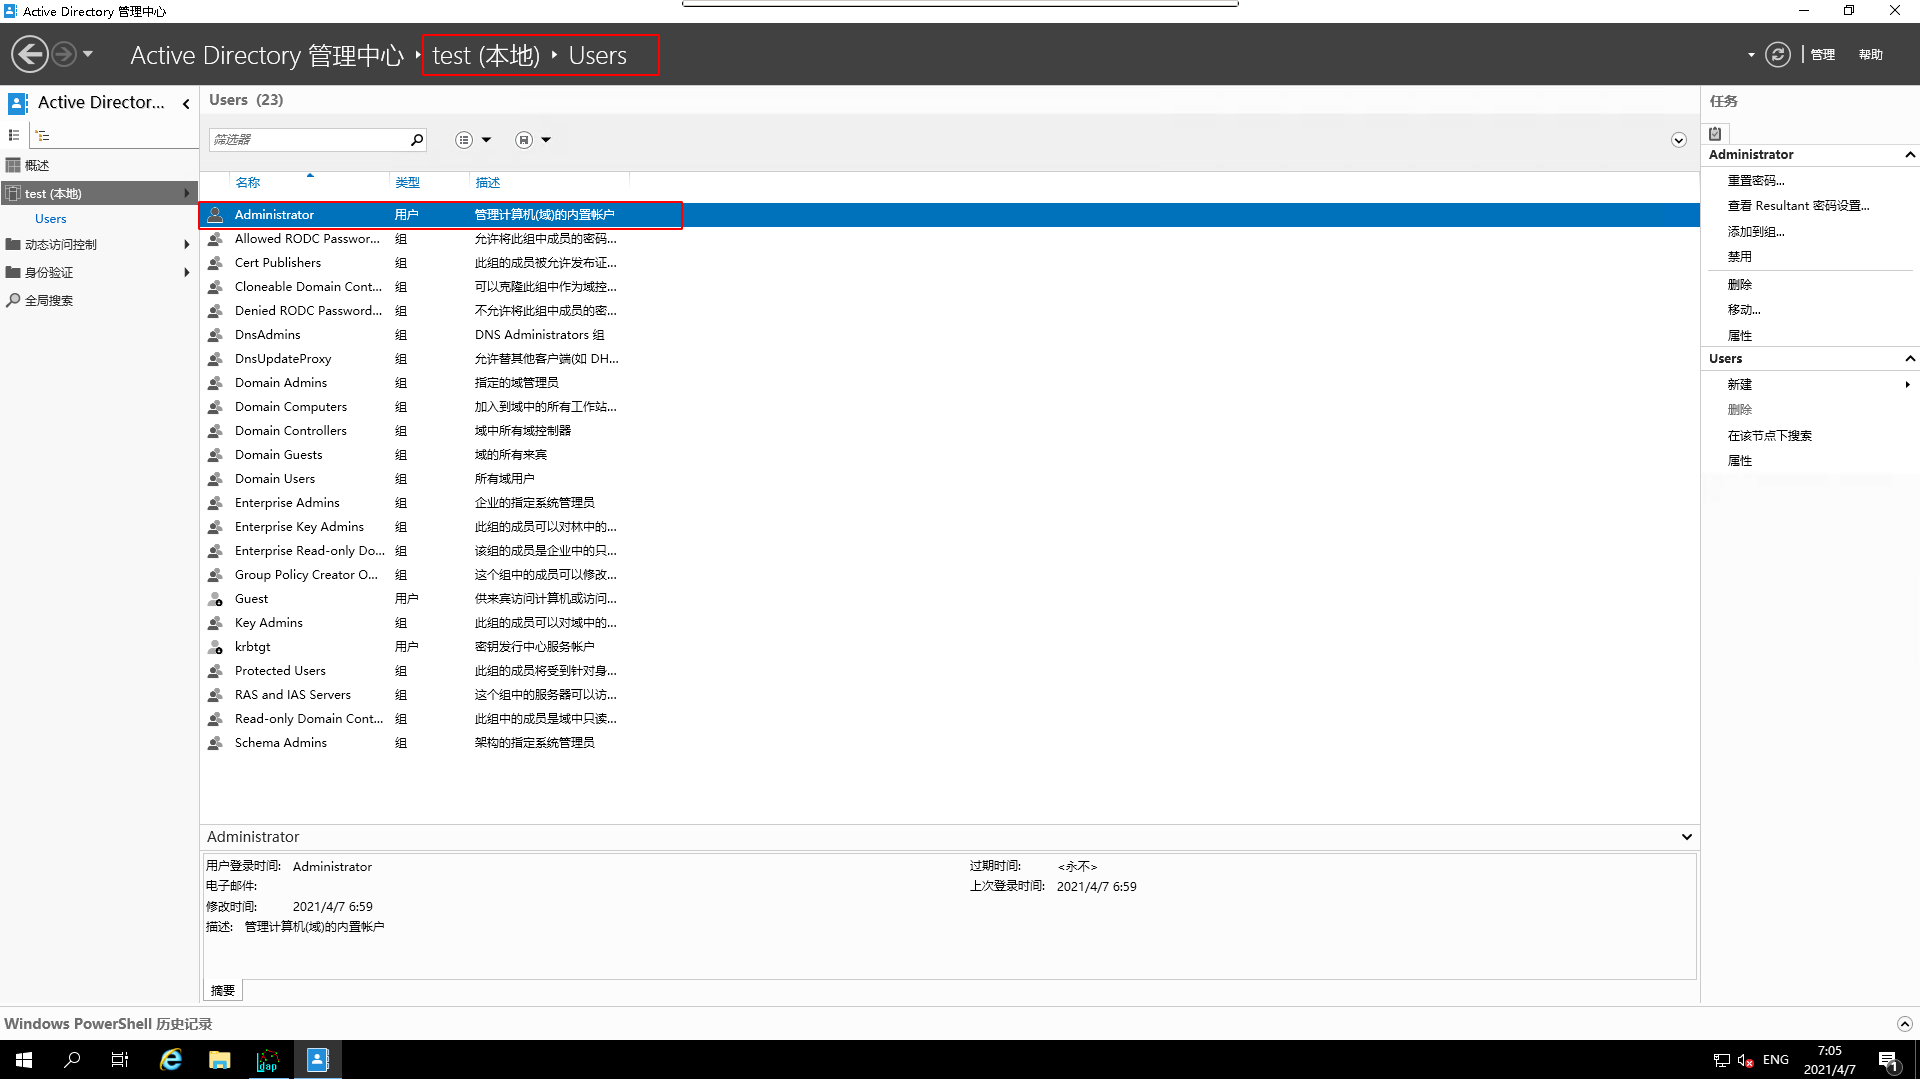 Active Directory 管理中心
Active Directory 管理中心 test (本地) Users
管理 帮助
Active Director...
概述
test (本地)
Users
动态访问控制
身份验证
全局搜索
Users (23)
筛选器
名称 类型 描述
Administrator 用户 管理计算机(域)的内置帐户
Allowed RODC Passwor... 组 允许将此组中成员的密码...
Cert Publishers 组 此组的成员被允许发布证...
Cloneable Domain Cont... 组 可以克隆此组中作为域控...
Denied RODC Password... 组 不允许将此组中成员的密...
DnsAdmins 组 DNS Administrators 组
DnsUpdateProxy 组 允许替其他客户端(如 DH...
Domain Admins 组 指定的域管理员
Domain Computers 组 加入到域中的所有工作站...
Domain Controllers 组 域中所有域控制器
Domain Guests 组 域的所有来宾
Domain Users 组 所有域用户
Enterprise Admins 组 企业的指定系统管理员
Enterprise Key Admins 组 此组的成员可以对林中的...
Enterprise Read-only Do... 组 该组的成员是企业中的只...
Group Policy Creator O... 组 这个组中的成员可以修改...
Guest 用户 供来宾访问计算机或访问...
Key Admins 组 此组的成员可以对域中的...
krbtgt 用户 密钥发行中心服务帐户
Protected Users 组 此组的成员将受到针对身...
RAS and IAS Servers 组 这个组中的服务器可以访...
Read-only Domain Cont... 组 此组中的成员是域中只读...
Schema Admins 组 架构的指定系统管理员
Administrator
用户登录时间: Administrator 过期时间: <永不>
电子邮件: 上次登录时间: 2021/4/7 6:59
修改时间: 2021/4/7 6:59
描述: 管理计算机(域)的内置帐户
摘要
任务
Administrator
重置密码...
查看 Resultant 密码设置...
添加到组...
禁用
删除
移动...
属性
Users
新建
删除
在该节点下搜索
属性
Windows PowerShell 历史记录
dap
ENG
7:05
2021/4/7
1